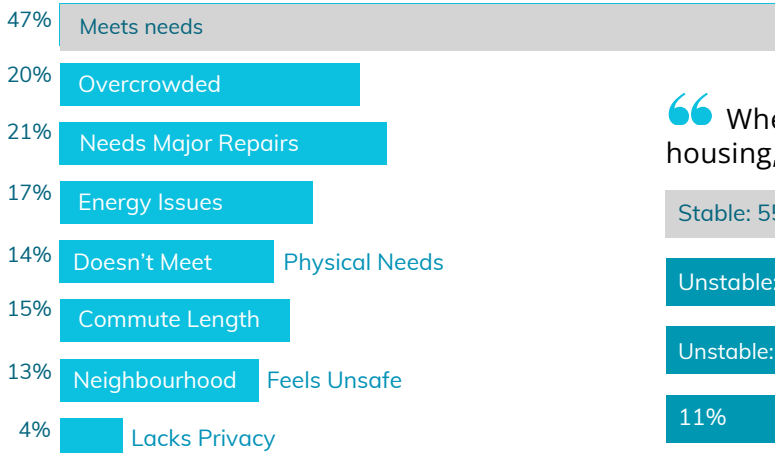 47% Meets needs
20% Overcrowded
21% Needs Major Repairs
17% Energy Issues
14% Doesn't Meet Physical Needs
15% Commute Length
13% Neighbourhood Feels Unsafe
4% Lacks Privacy
“
housing,
Stable:
Unstable:
Unstable:
11%